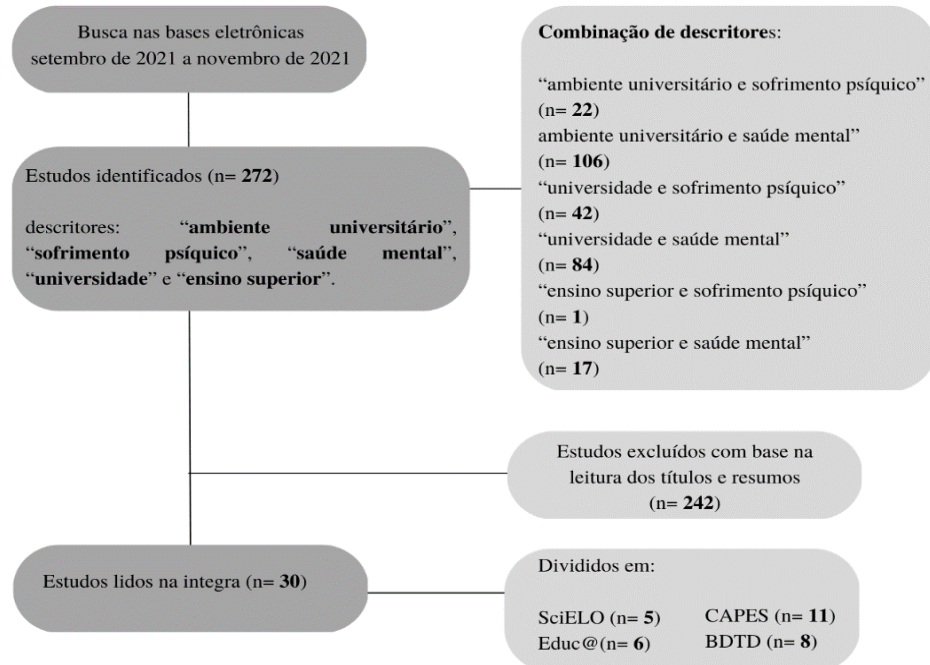 Busca nas bases eletrônicas
setembro de 2021 a novembro de 2021
Combinação de descritores:
“ambiente universitário e sofrimento psíquico”
(n= 22)
ambiente universitário e saúde mental”
(n= 106)
“universidade e sofrimento psíquico”
(n= 42)
“universidade e saúde mental”
(n= 84)
“ensino superior e sofrimento psíquico”
(n= 1)
“ensino superior e saúde mental”
(n= 17)
Estudos identificados (n= 272)
descritores: “ambiente universitário”,
“sofrimento psíquico”, “saúde mental”,
“universidade” e “ensino superior”.
Estudos excluídos com base na
leitura dos títulos e resumos
(n= 242)
Estudos lidos na integra (n= 30)
Divididos em:
SciELO (n= 5) CAPES (n= 11)
Educ@(n= 6) BDTD (n= 8)